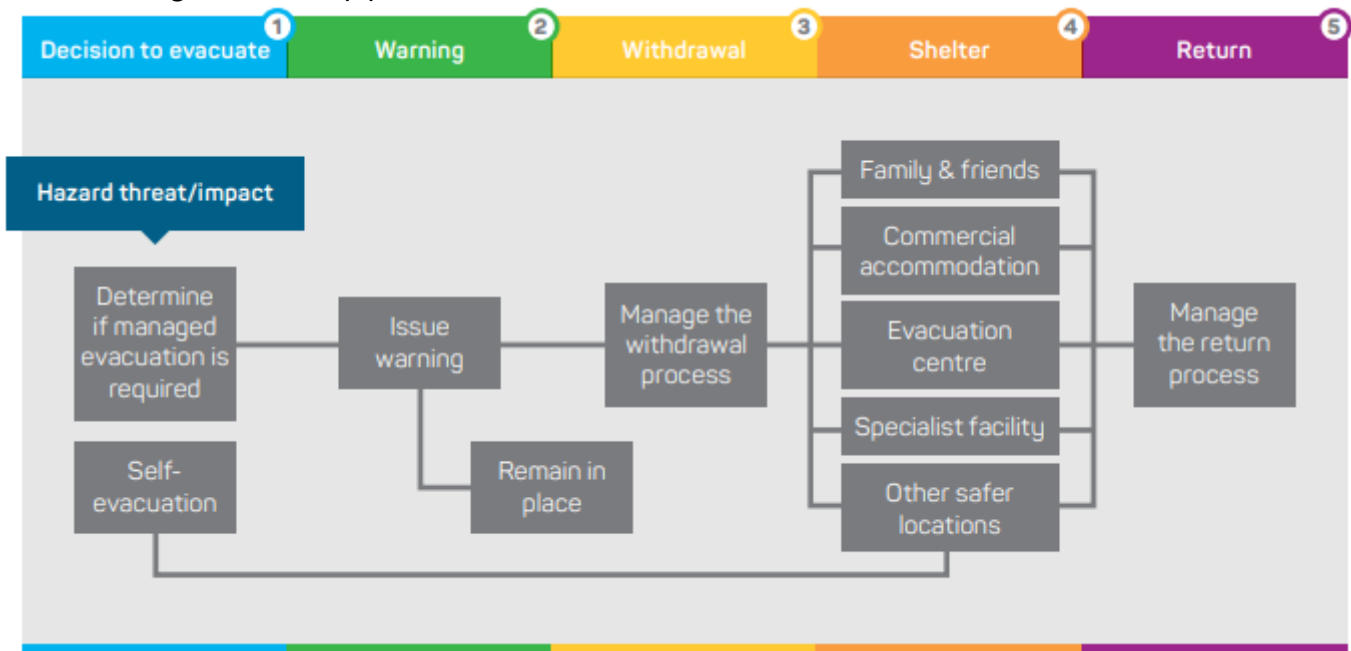 Decision to evacuate
1
Warning
2
Withdrawal
3
Shelter
4
Return
5
Hazard threat/impact
Determine
if managed
evacuation is
required
Self-
evacuation
Issue
warning
Remain in
place
Manage the
withdrawal
process
Family & friends
Commercial
accommodation
Evacuation
centre
Specialist facility
Other safer
locations
Manage
the return
process